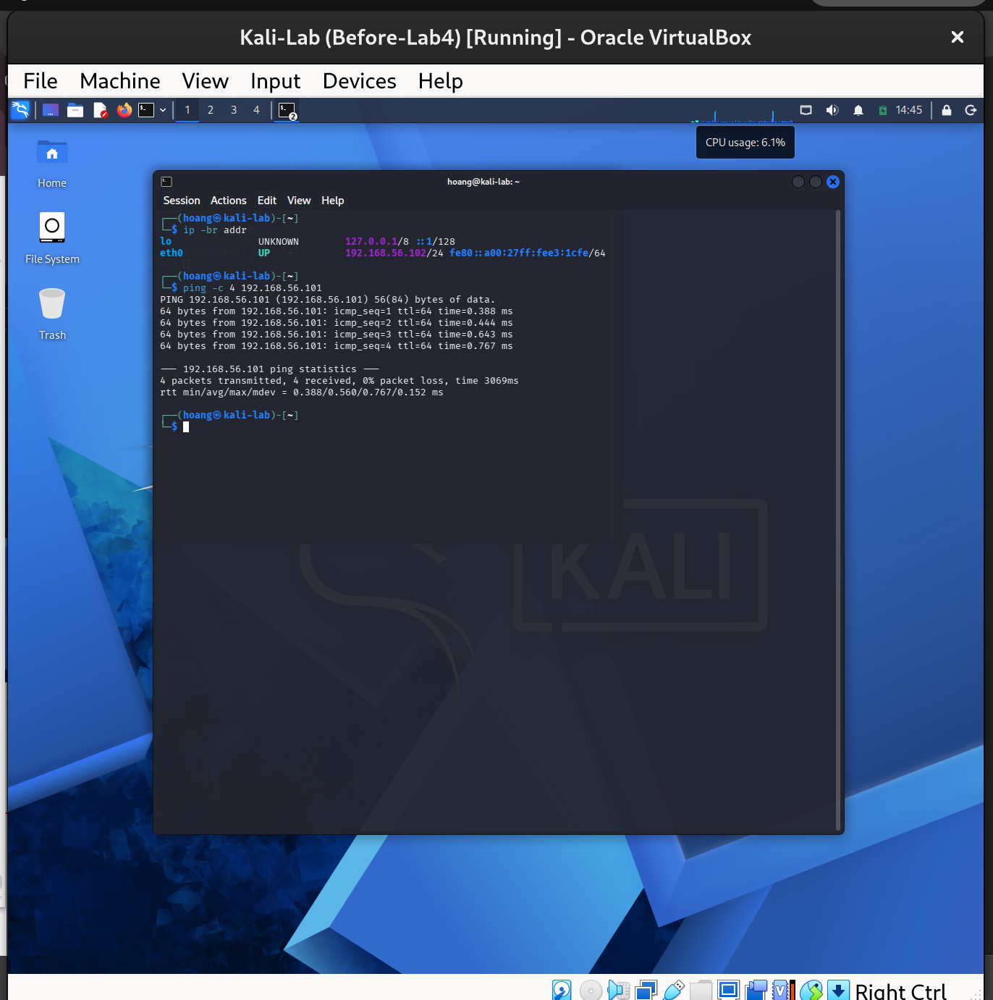 Kali-Lab (Before-Lab4) [Running] - Oracle VirtualBox
File Machine View Input Devices Help
1 2 3 4 2 14:45
CPU usage: 6.1%
Home
File System
Trash
hoang@kali-lab: ~
Session Actions Edit View Help
┌──(hoang㉿kali-lab)-[~]
└─$ ip -br addr
lo UNKNOWN 127.0.0.1/8 ::1/128
eth0 UP 192.168.56.102/24 fe80::a00:27ff:fee3:1cfe/64
┌──(hoang㉿kali-lab)-[~]
└─$ ping -c 4 192.168.56.101
PING 192.168.56.101 (192.168.56.101) 56(84) bytes of data.
64 bytes from 192.168.56.101: icmp_seq=1 ttl=64 time=0.388 ms
64 bytes from 192.168.56.101: icmp_seq=2 ttl=64 time=0.444 ms
64 bytes from 192.168.56.101: icmp_seq=3 ttl=64 time=0.643 ms
64 bytes from 192.168.56.101: icmp_seq=4 ttl=64 time=0.767 ms
--- 192.168.56.101 ping statistics ---
4 packets transmitted, 4 received, 0% packet loss, time 3069ms
rtt min/avg/max/mdev = 0.388/0.560/0.767/0.152 ms
┌──(hoang㉿kali-lab)-[~]
└─$
KALI
Right Ctrl